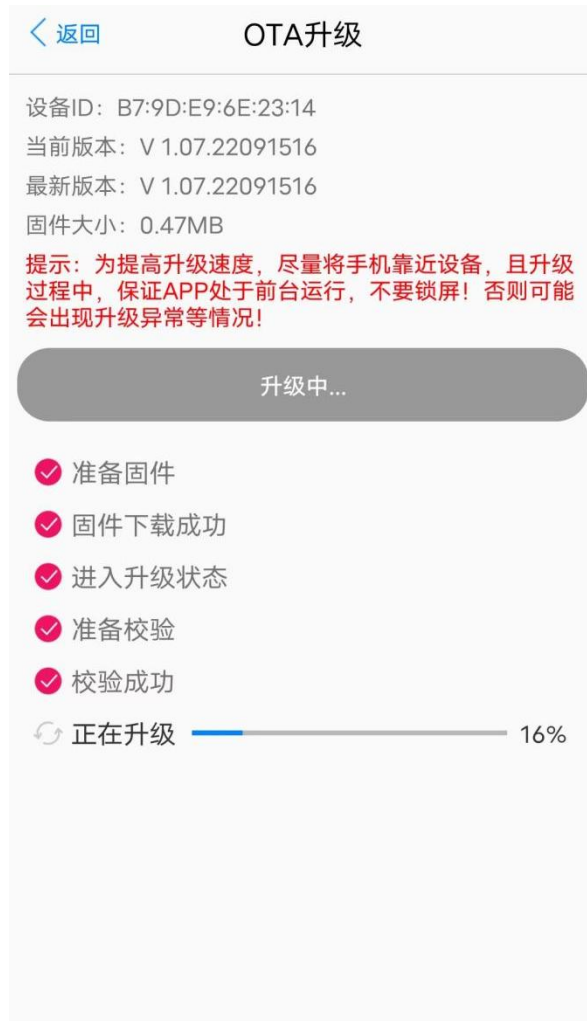 返回
OTA升级
设备ID：B7:9D:E9:6E:23:14
当前版本：V 1.07.22091516
最新版本：V 1.07.22091516
固件大小：0.47MB
提示：为提高升级速度，尽量将手机靠近设备，且升级
过程中，保证APP处于前台运行，不要锁屏！否则可能
会出现升级异常等情况！
升级中...
准备固件
固件下载成功
进入升级状态
准备校验
校验成功
正在升级 16%